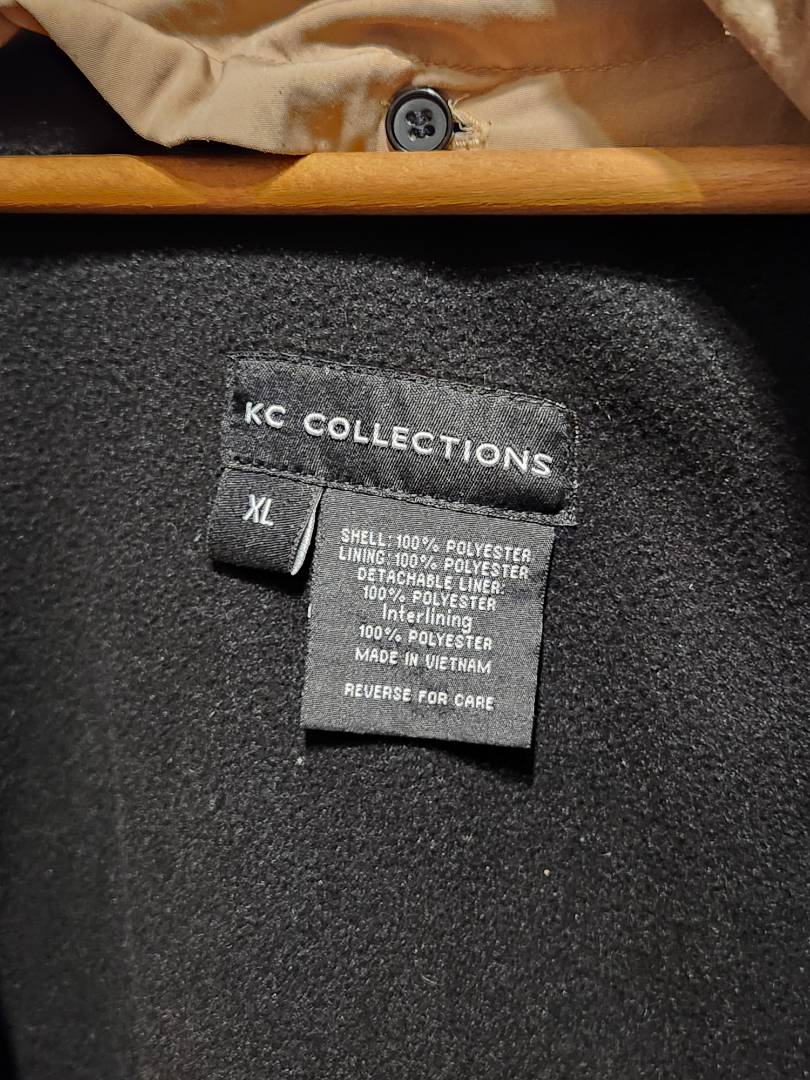 KC COLLECTIONS
XL
SHELL: 100% POLYESTER
LINING: 100% POLYESTER
DETACHABLE LINER:
100% POLYESTER
Interlining
100% POLYESTER
MADE IN VIETNAM
REVERSE FOR CARE